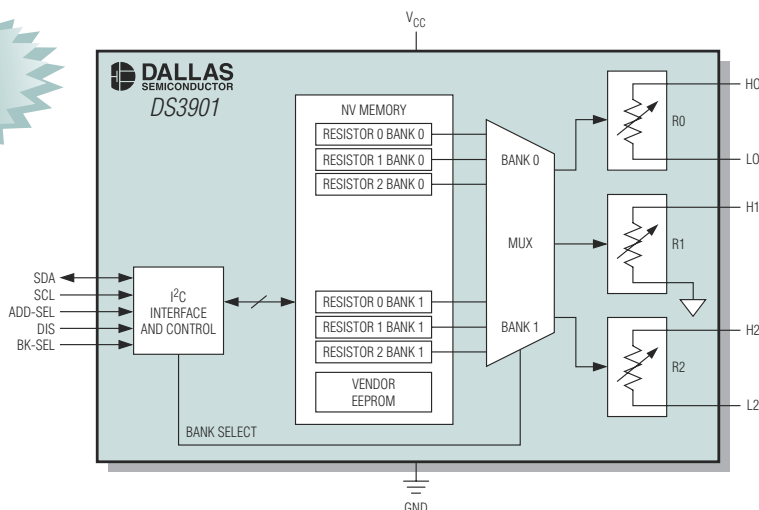 VCC
DALLAS
SEMICONDUCTOR
DS3901
NV MEMORY
RESISTOR 0 BANK 0
RESISTOR 1 BANK 0
RESISTOR 2 BANK 0
BANK 0
MUX
BANK 1
R0
H0
L0
H1
R1
SDA
SCL
ADD-SEL
DIS
BK-SEL
I2C
INTERFACE
AND CONTROL
RESISTOR 0 BANK 1
RESISTOR 1 BANK 1
RESISTOR 2 BANK 1
VENDOR
EEPROM
H2
R2
L2
BANK SELECT
GND